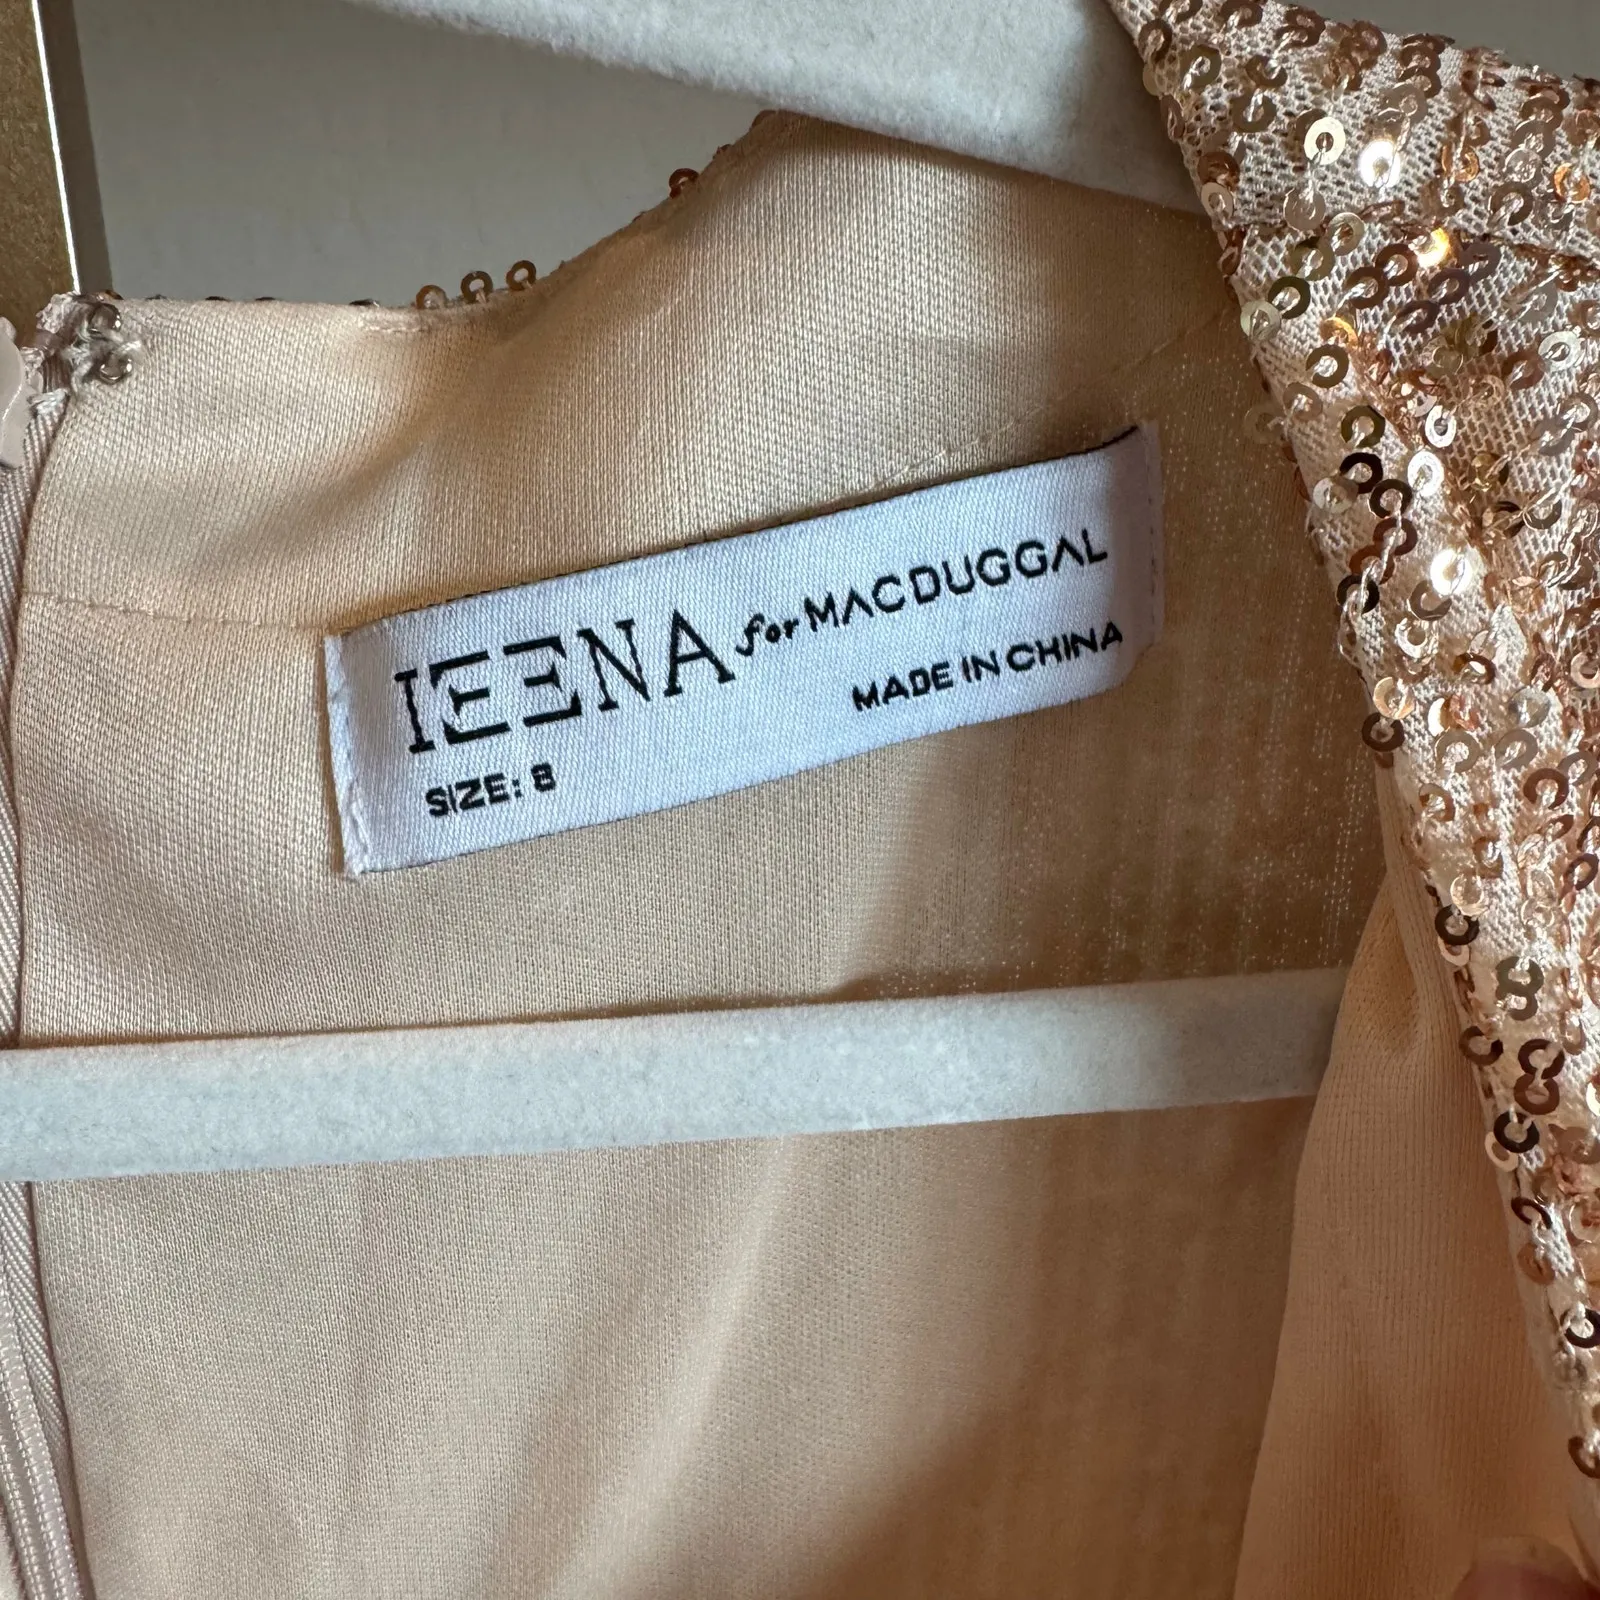 IEENA for MACDUGGAL
MADE IN CHINA
SIZE: 8